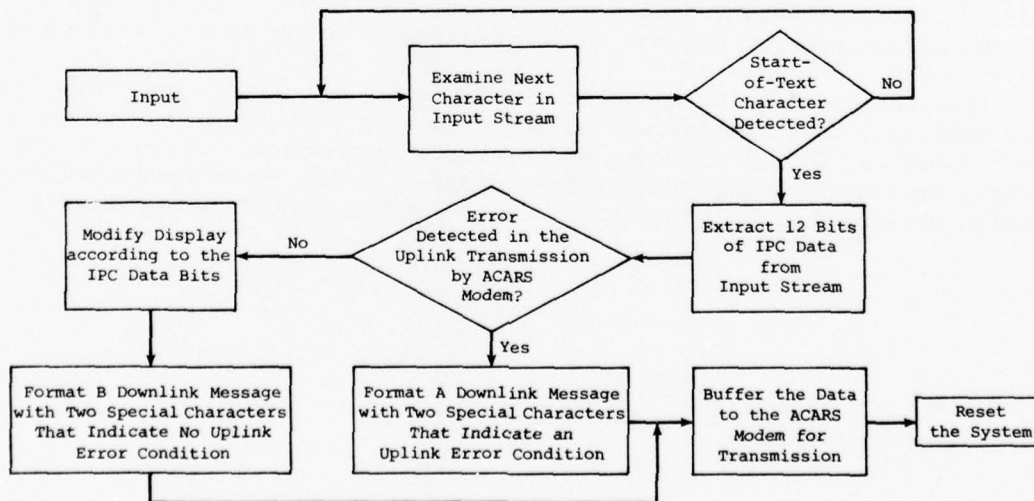 Input
Examine Next
Character in
Input Stream
Start-
of-Text
Character
Detected?
No
Yes
Extract 12 Bits
of IPC Data
from
Input Stream
Error
Detected in the
Uplink Transmission
by ACARS
Modem?
No
Modify Display
according to the
IPC Data Bits
Yes
Format B Downlink Message
with Two Special Characters
That Indicate No Uplink
Error Condition
Format A Downlink Message
with Two Special Characters
That Indicate an
Uplink Error Condition
Buffer the Data
to the ACARS
Modem for
Transmission
Reset
the System